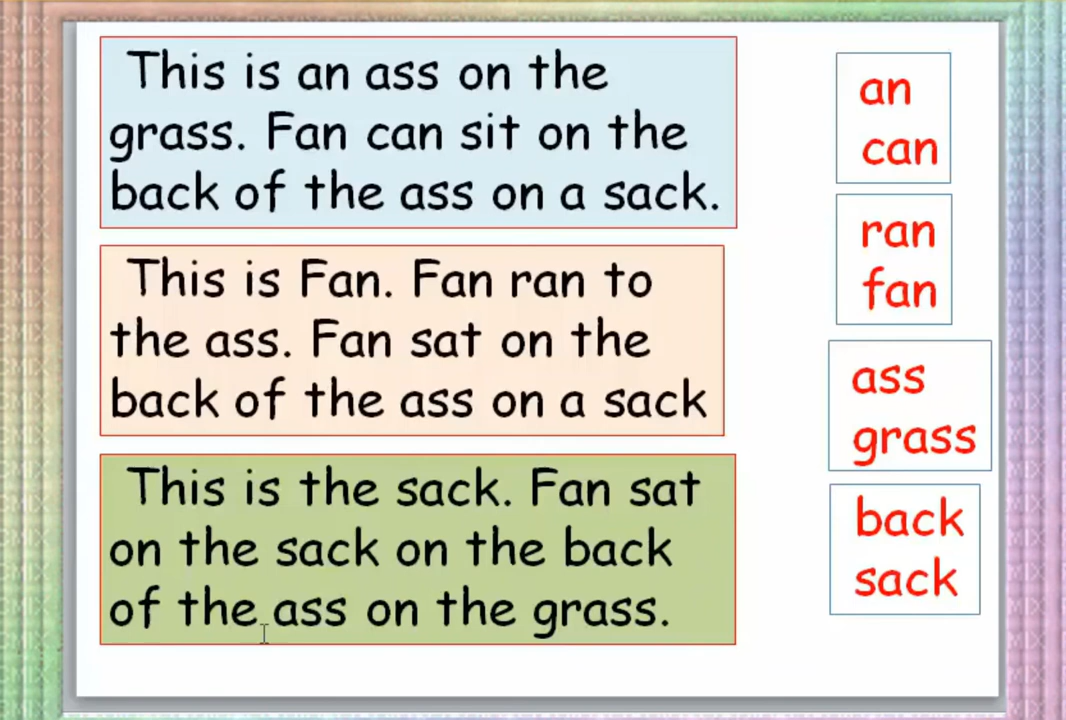 This is an ass on the
grass. Fan can sit on the
back of the ass on a sack.
This is Fan. Fan ran to
the ass. Fan sat on the
back of the ass on a sack
This is the sack. Fan sat
on the sack on the back
of the ass on the grass.
an
can
ran
fan
ass
grass
back
sack